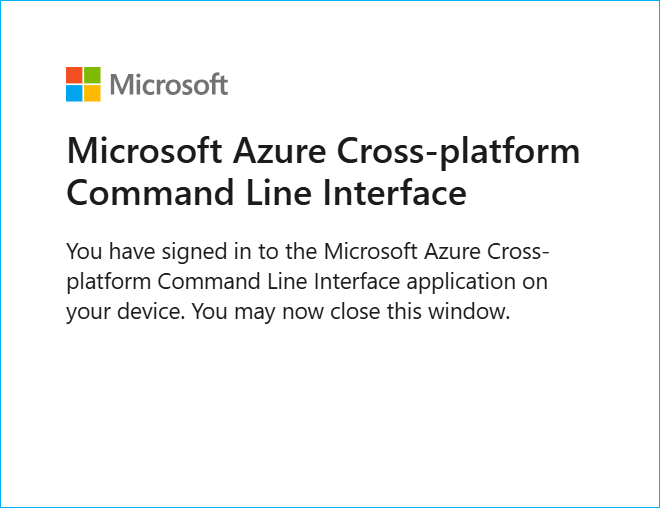 Microsoft
Microsoft Azure Cross-platform
Command Line Interface
You have signed in to the Microsoft Azure Cross-
platform Command Line Interface application on
your device. You may now close this window.